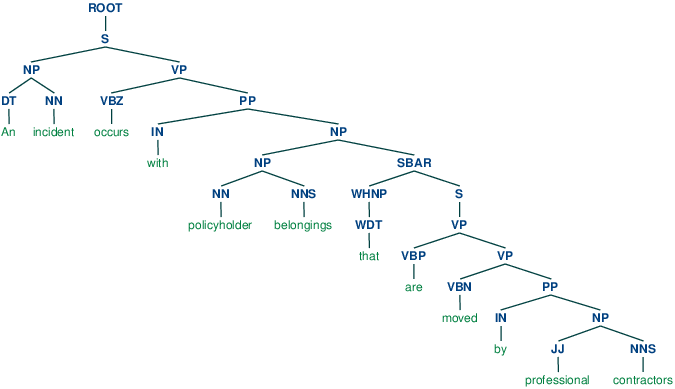 ROOT
S
NP VP
DT NN VBZ PP
An incident occurs IN NP
with NP SBAR
NN NNS WHNP S
policyholder belongings WDT VP
that VBP VP
are VBN PP
moved IN NP
by JJ NNS
professional contractors